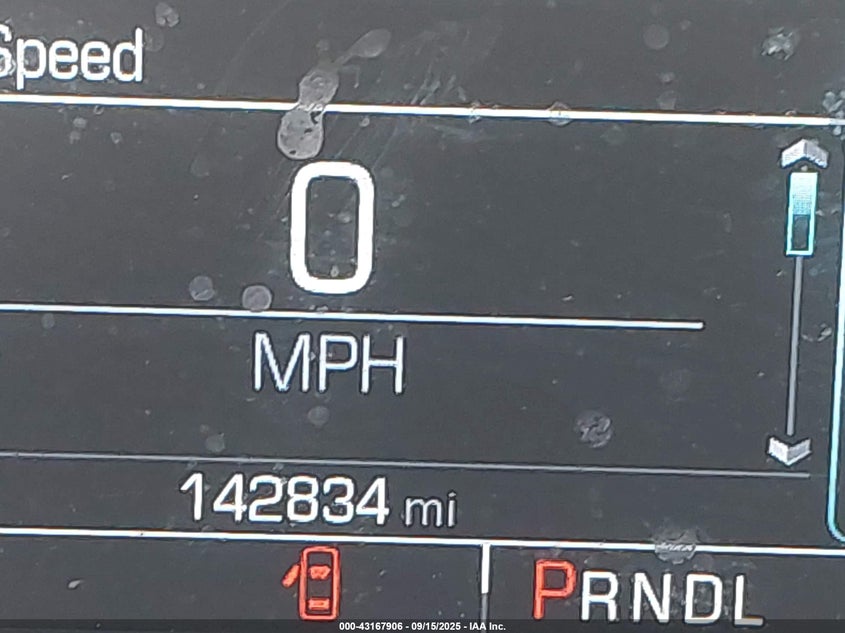 Speed
0
MPH
142834 mi
PRNDL
000-43167906 - 09/15/2025 - IAA Inc.